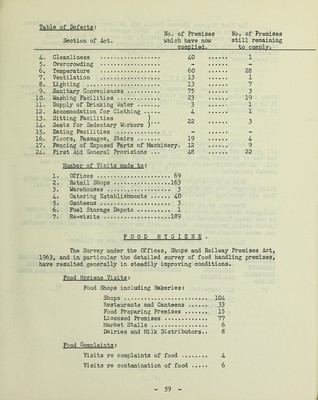 Table of Defects:
Section of Act. No. of Premises which have now complied. No. of Premises still remaining to comply.
4. Cleanliness .................. 40 ..... 1
5. Overcrowding .................. - -
6. Temperature .................. 60 ..... 28
7. Ventilation .................. 13 ..... 1
8. Lighting .................. 13 ..... 7
9. Sanitary Conveniences ........ 75 ..... 3
10. Washing Facilities .......... 23 ..... 19
11. Supply of Drinking Water ..... 3 ..... 1
12. Accommodation for Clothing .... 4 ..... 1
13. Sitting Facilities )
14. Seats for Sedentary Workers ) ... 22 ..... 3
15. Eating Facilities ............ - -
16. Floors, Passages, Stairs ...... 19 ..... 4
17. Fencing of Exposed Parts of Machinery. 12 ..... 9
24. First Aid General Provisions ... 48 ..... 22
Number of Visits made to:
1. Offices ................ 69
2. Retail Shops .............163
3. Warehouses .............. 3
4. Catering Establishments ...... 40
5. Canteens ................ 3
6. Fuel Storage Depots ........ 1
7. Re-visits ................189
FOOD HYGIENE.
The Survey under the Offices, Shops and Railway Premises Act,
1963, and in particular the detailed survey of food handling premises,
have resulted generally in steadily improving conditions.
Food Hygiene Visits:
Food Shops including Bakeries:
Shops ........................ 104
Restaurants and Canteens ...... 33
Food Preparing Premises ....... 15
Licensed Premises ............. 77
Market Stalls ................. 6
Dairies and Milk Distributors.. 8
Food Complaints:
Visits re complaints of food ........ 4
Visits re contamination of food ..... 6
- 59 -